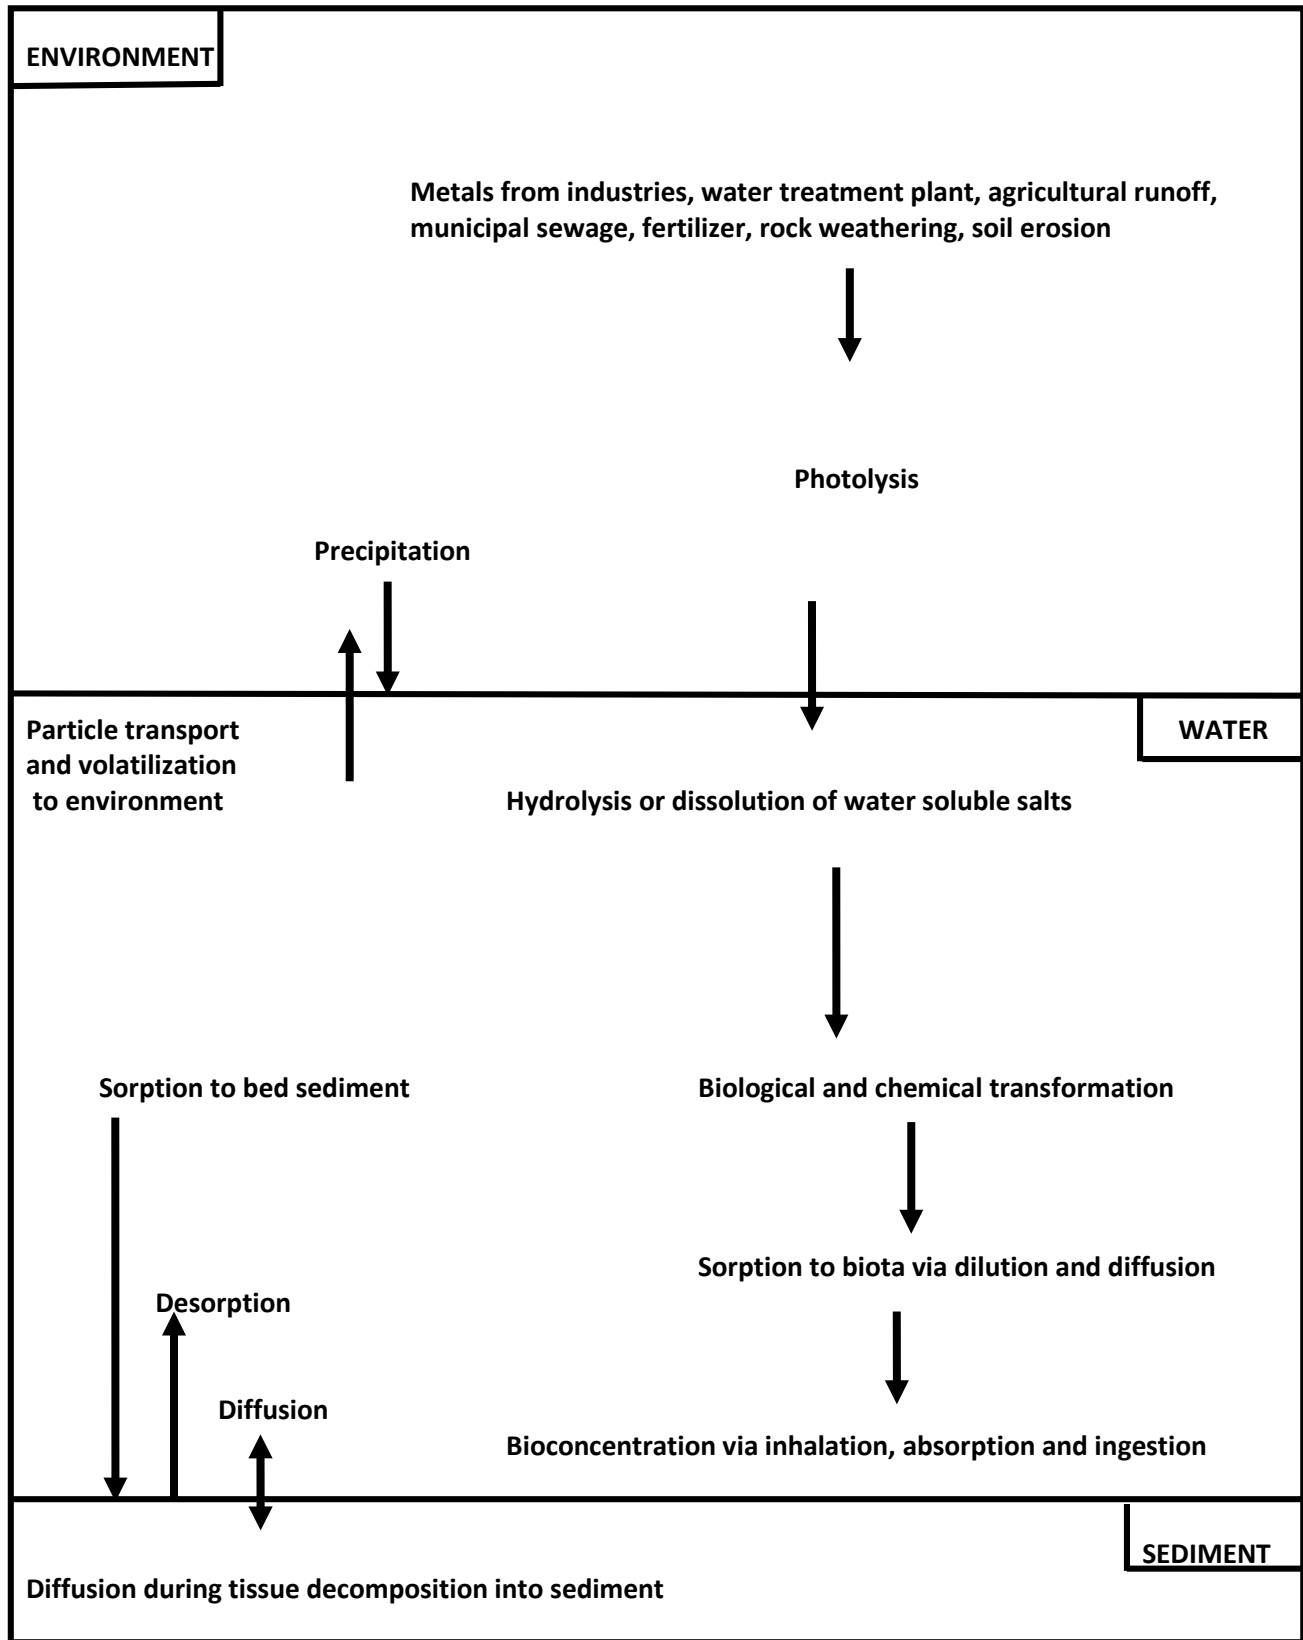 ENVIRONMENT
Metals from industries, water treatment plant, agricultural runoff,
municipal sewage, fertilizer, rock weathering, soil erosion
Photolysis
Precipitation
Particle transport
and volatilization
to environment
WATER
Hydrolysis or dissolution of water soluble salts
Sorption to bed sediment
Biological and chemical transformation
Sorption to biota via dilution and diffusion
Desorption
Diffusion
Bioconcentration via inhalation, absorption and ingestion
SEDIMENT
Diffusion during tissue decomposition into sediment